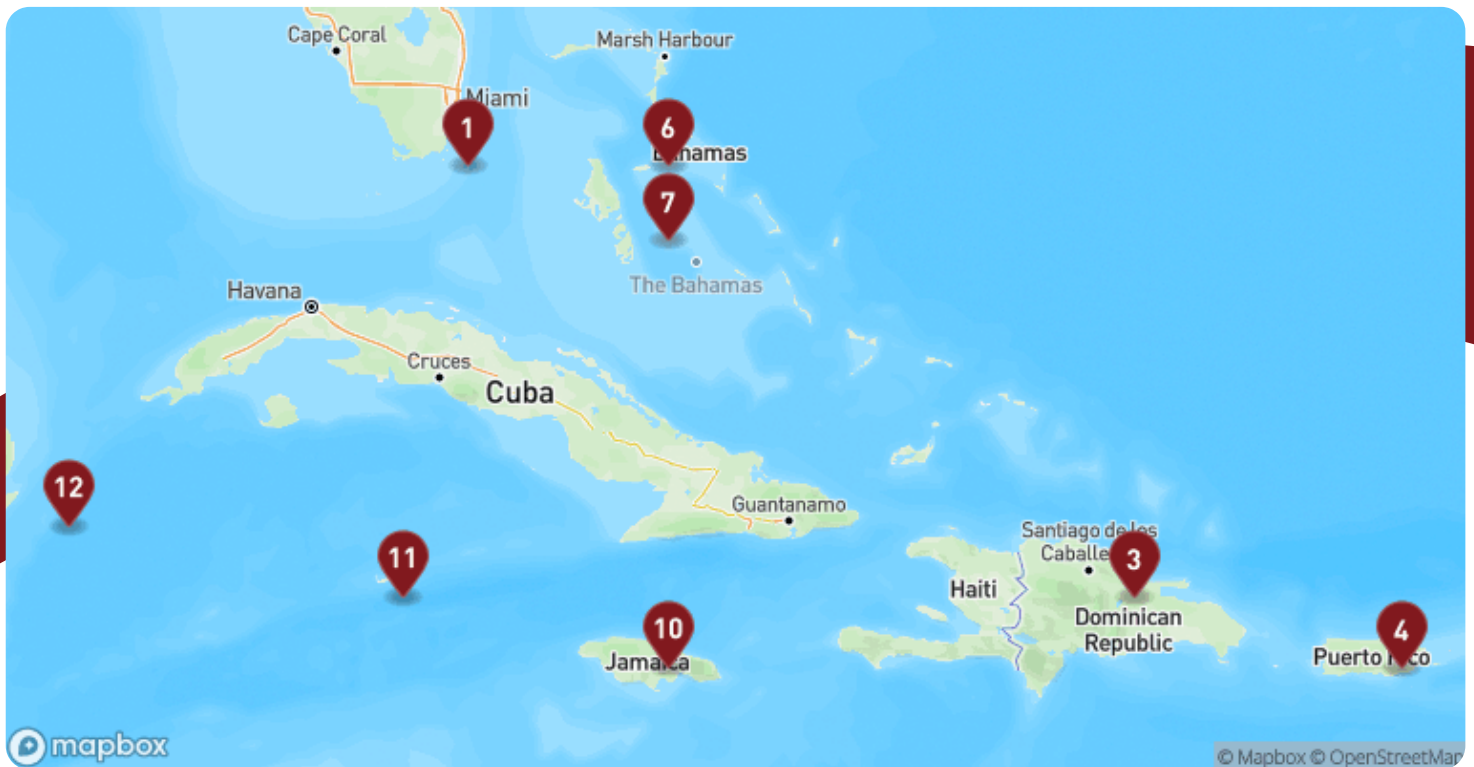 Cape Coral
Marsh Harbour
Miami
1
6
Bahamas
7
The Bahamas
Havana
Cruces
Cuba
12
Guantanamo
11
Santiago de los
Caballe
3
Haiti
Dominican
Republic
10
Jamaica
4
Puerto Rico
mapbox
© Mapbox © OpenStreetMap